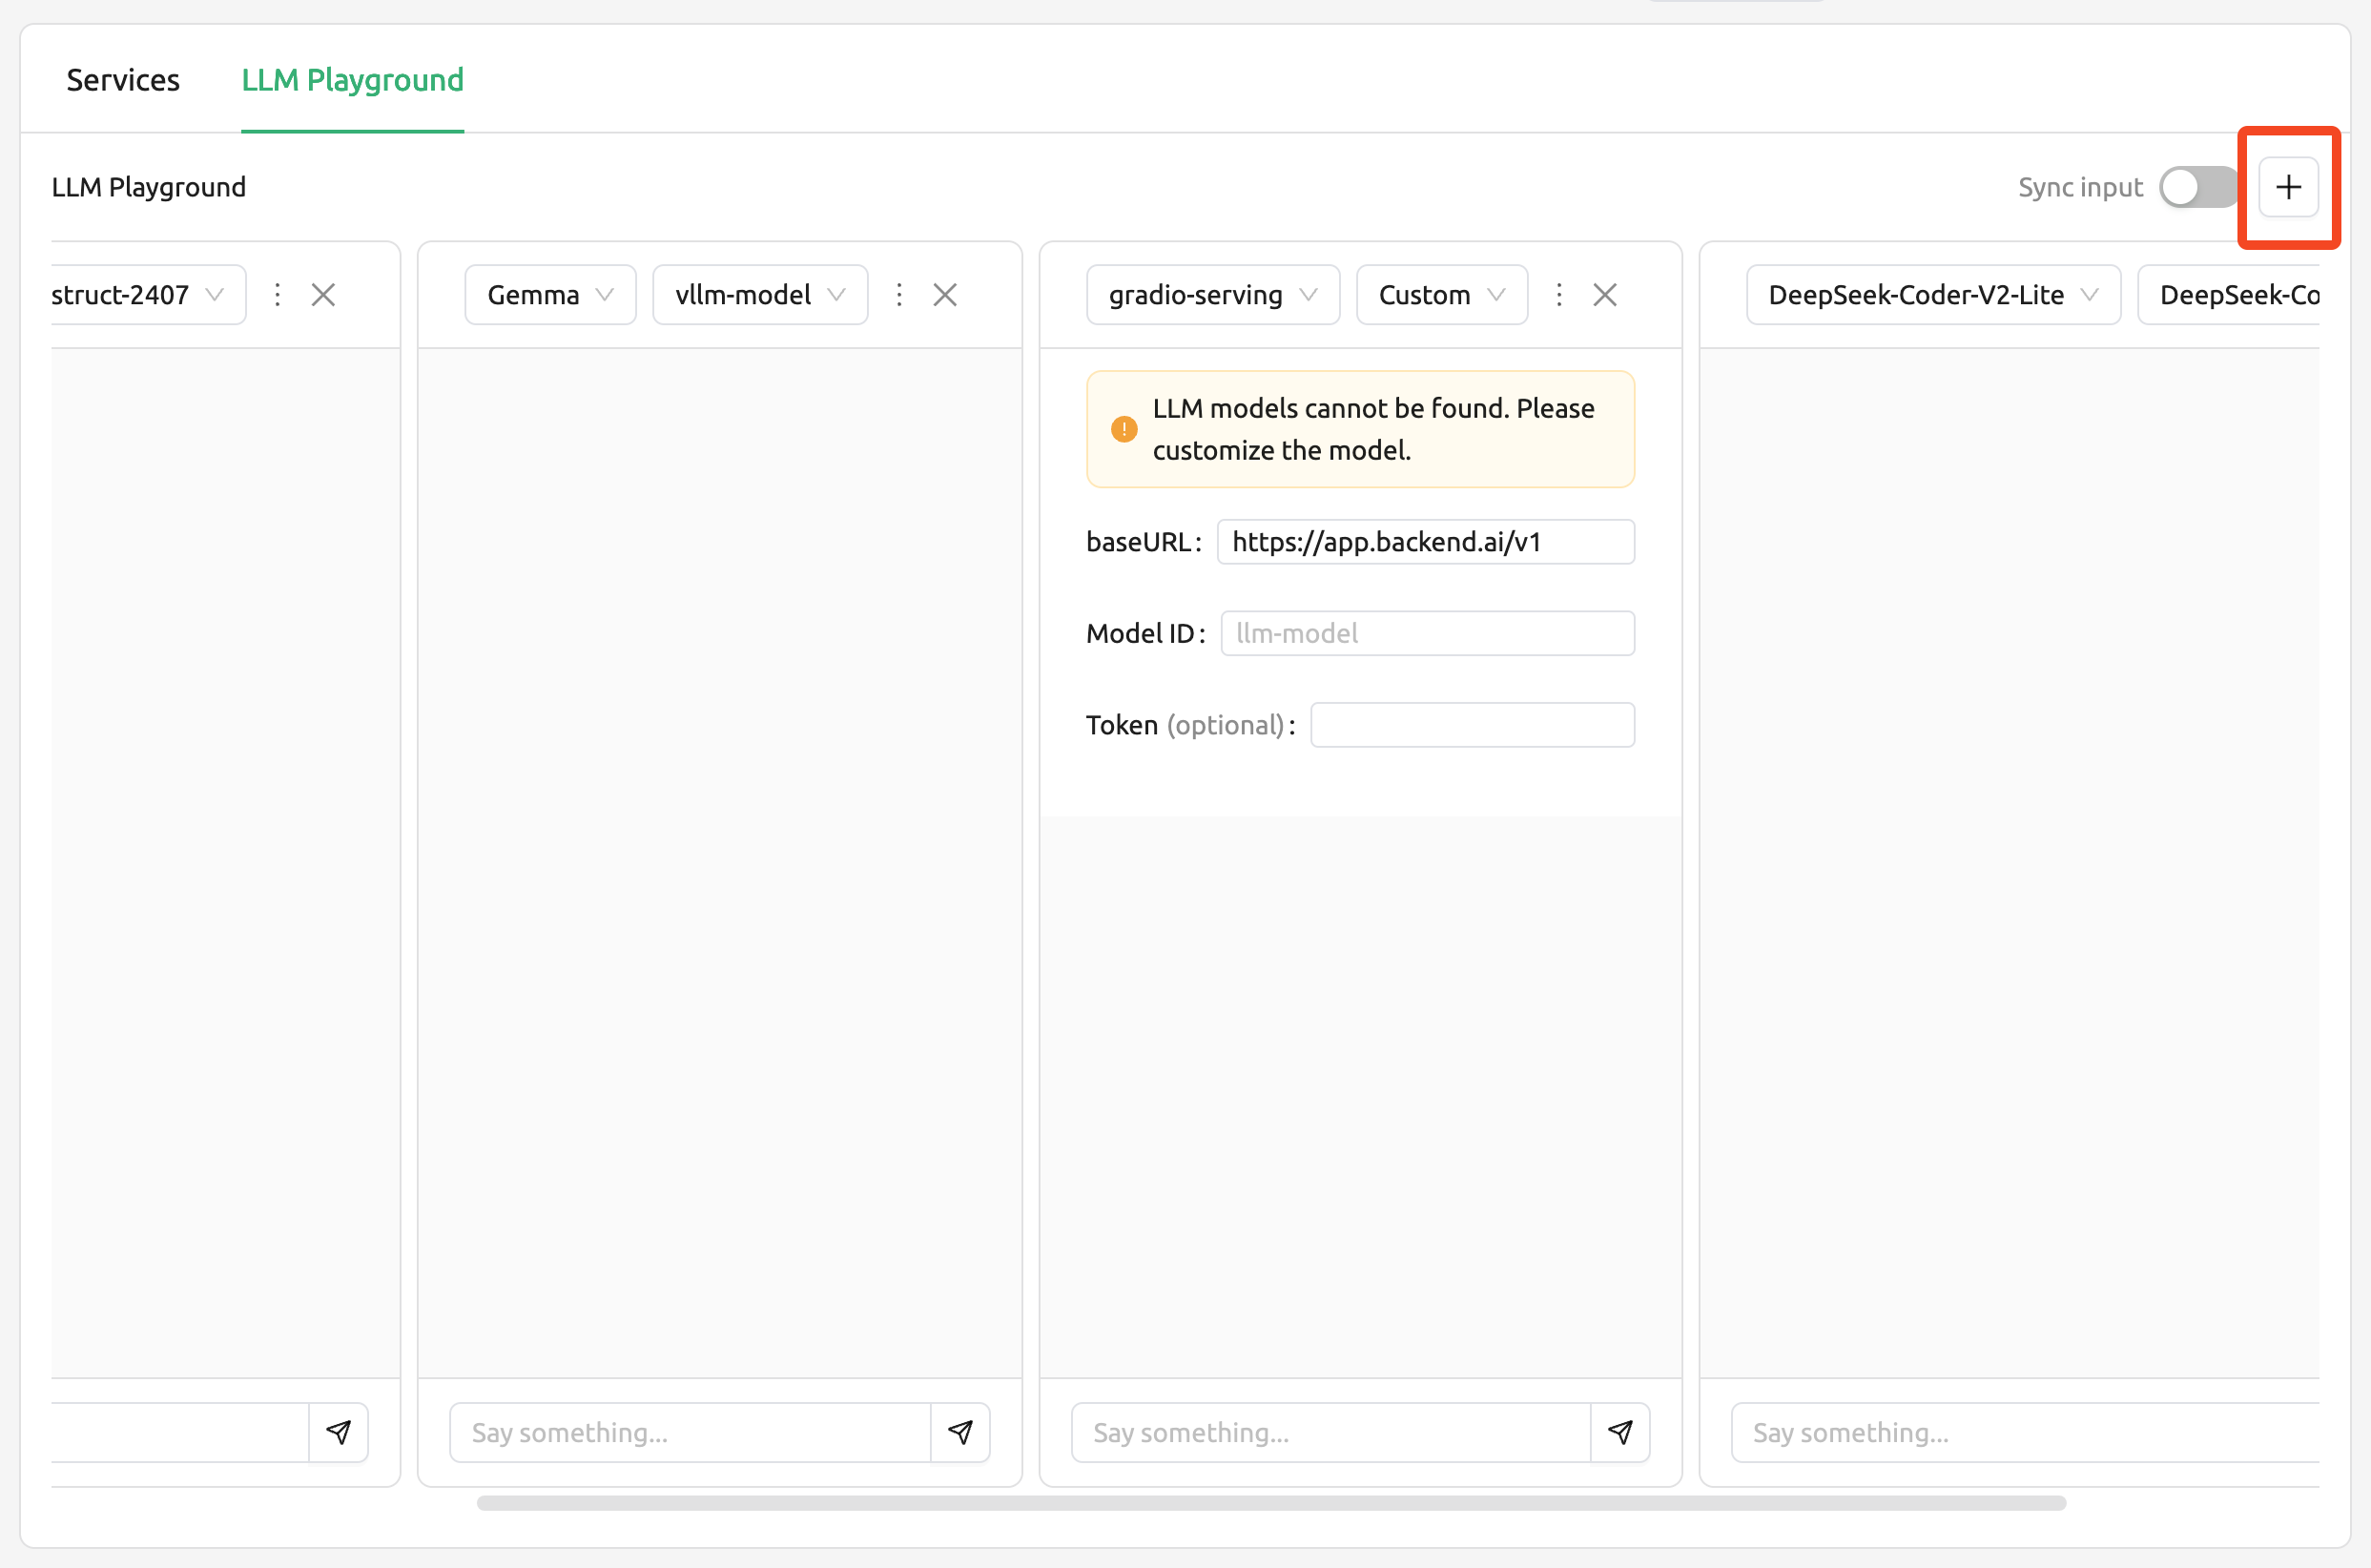 Services LLM Playground
LLM Playground Sync input
struct-2407 Gemma vllm-model gradio-serving Custom DeepSeek-Coder-V2-Lite DeepSeek-Co
LLM models cannot be found. Please
customize the model.
baseURL: https://app.backend.ai/v1
Model ID: llm-model
Token (optional):
Say something... Say something... Say something...